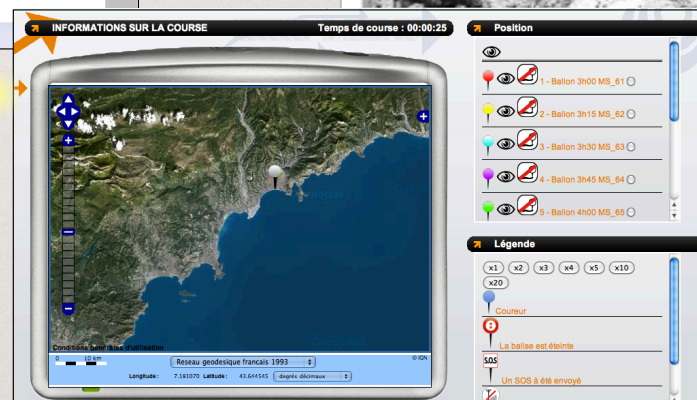 INFORMATIONS SUR LA COURSE
Temps de course : 00:00:25
Position
1 - Ballon 3h00 MS_61
2 - Ballon 3h15 MS_62
3 - Ballon 3h30 MS_63
4 - Ballon 3h45 MS_64
5 - Ballon 4h00 MS_65
Légende
x1 x2 x3 x4 x5 x10
x20
Coureur
La balise est éteinte
SOS
Un SOS à été envoyé
Conditions générales d'utilisation
0 10 km
Reseau geodesique francais 1993
© IGN
Longitude : 7.181070 Latitude : 43.644545 degrés décimaux